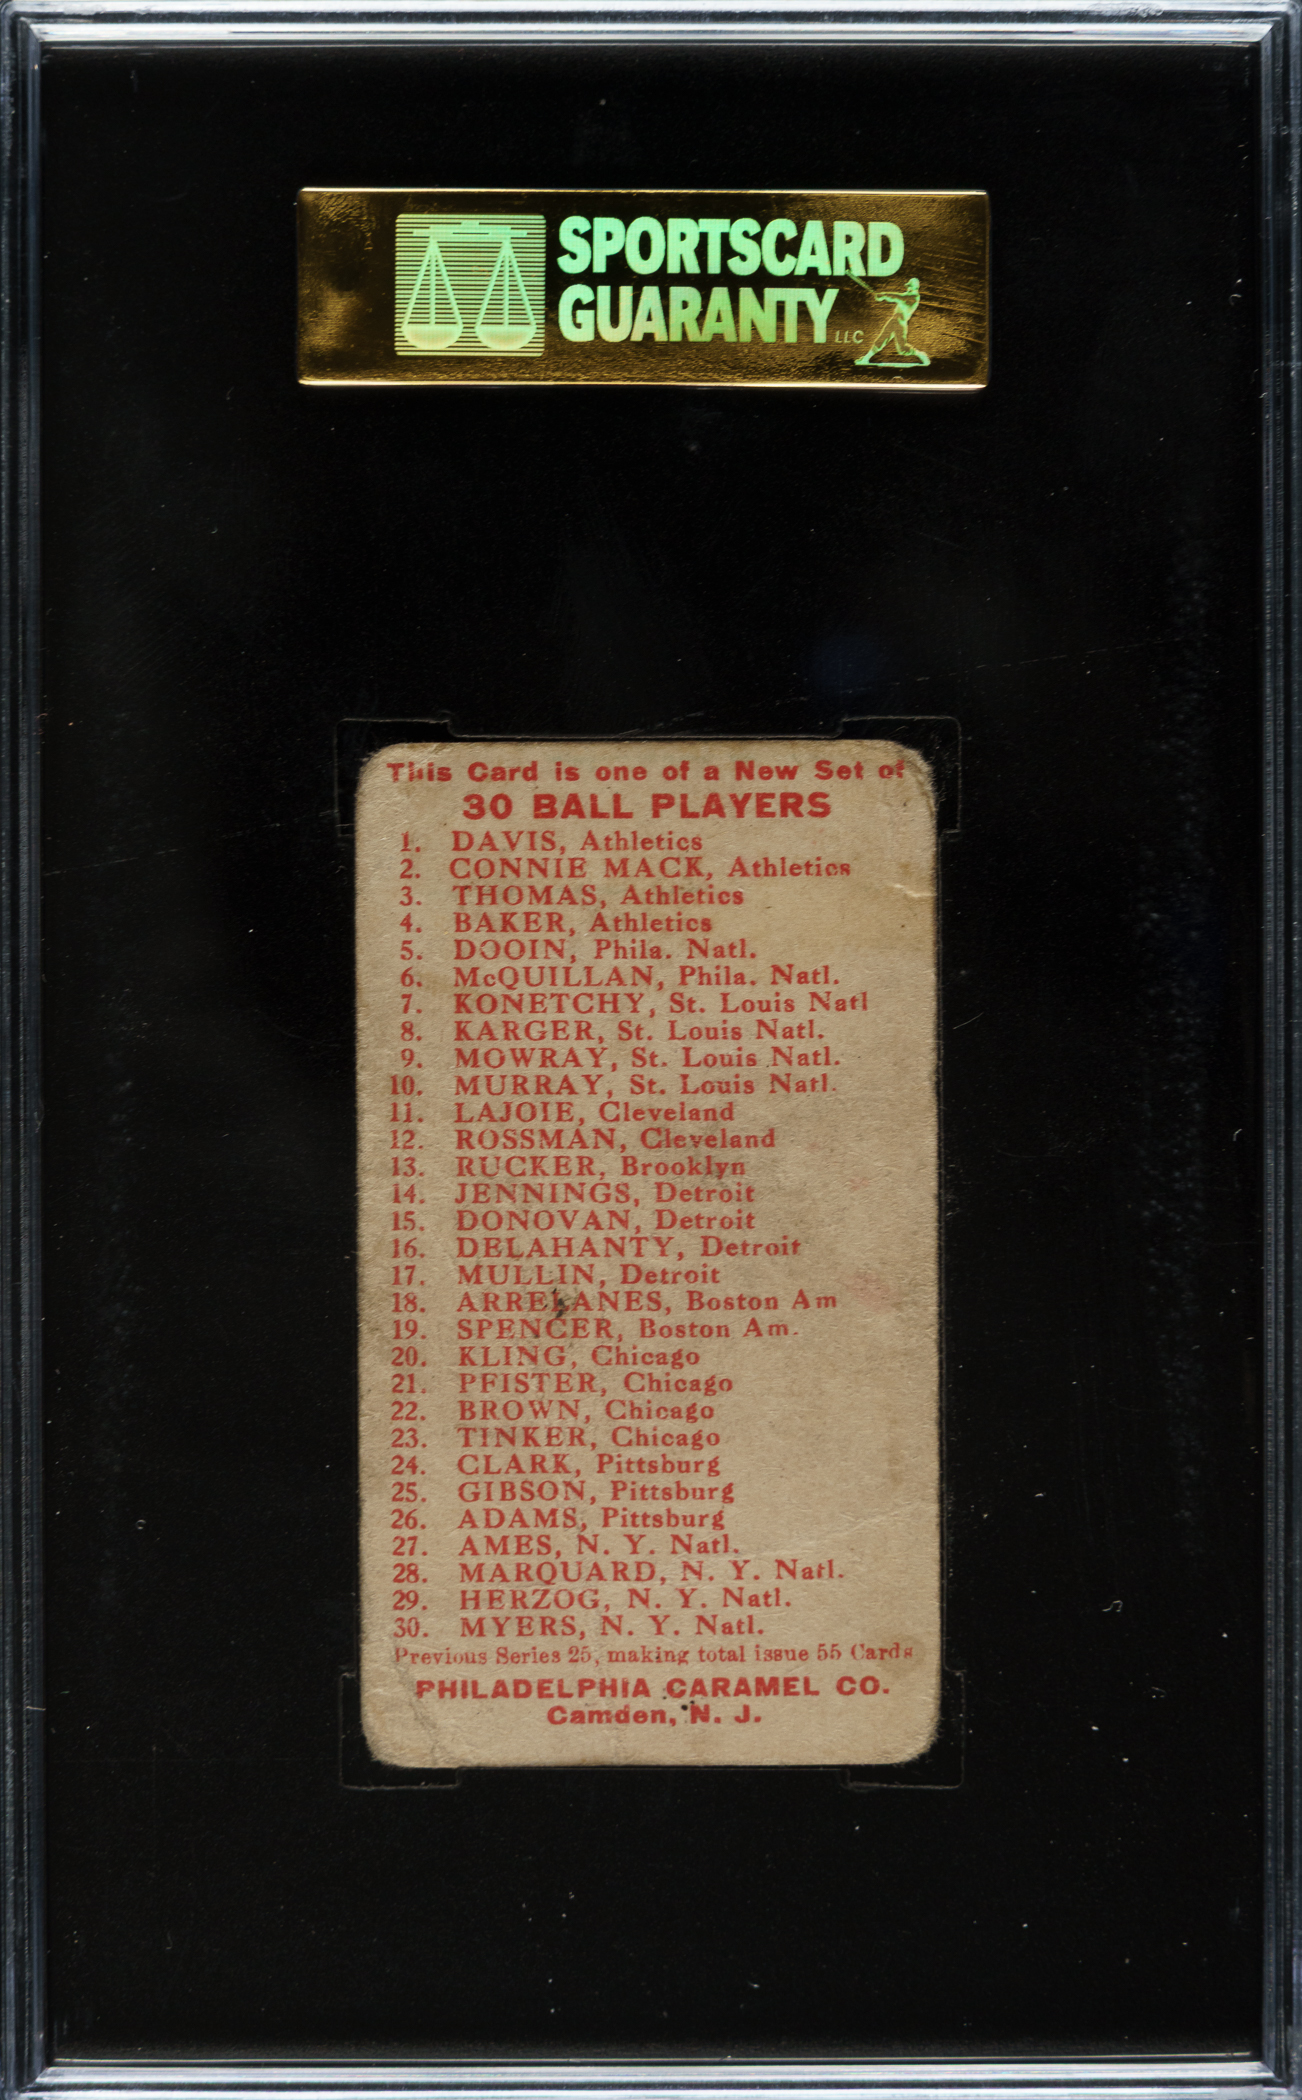 SPORTSCARD
GUARANTY LLC
This Card is one of a New Set of
30 BALL PLAYERS
1. DAVIS, Athletics
2. CONNIE MACK, Athletics
3. THOMAS, Athletics
4. BAKER, Athletics
5. DOOIN, Phila. Natl.
6. McQUILLAN, Phila. Natl.
7. KONETCHY, St. Louis Natl
8. KARGER, St. Louis Natl.
9. MOWRAY, St. Louis Natl.
10. MURRAY, St. Louis Natl.
11. LAJOIE, Cleveland
12. ROSSMAN, Cleveland
13. RUCKER, Brooklyn
14. JENNINGS, Detroit
15. DONOVAN, Detroit
16. DELAHANTY, Detroit
17. MULLIN, Detroit
18. ARRELANES, Boston Am
19. SPENCER, Boston Am.
20. KLING, Chicago
21. PFISTER, Chicago
22. BROWN, Chicago
23. TINKER, Chicago
24. CLARK, Pittsburg
25. GIBSON, Pittsburg
26. ADAMS, Pittsburg
27. AMES, N. Y. Natl.
28. MARQUARD, N. Y. Natl.
29. HERZOG, N. Y. Natl.
30. MYERS, N. Y. Natl.
Previous Series 25, making total issue 55 Cards
PHILADELPHIA CARAMEL CO.
Camden, N. J.